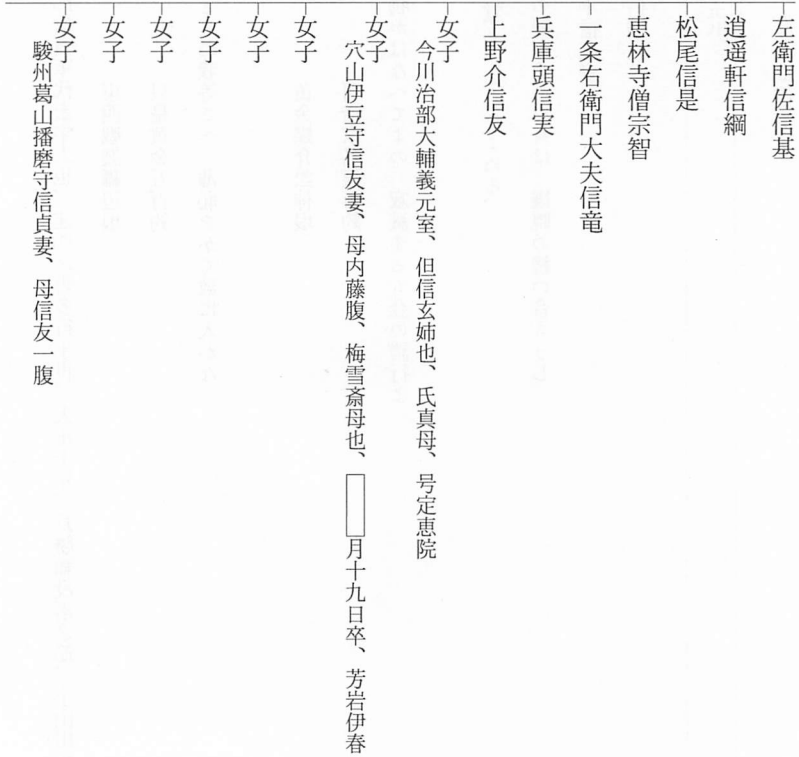 左衛門佐信基
逍遥軒信綱
松尾信是
恵林寺僧宗智
一条右衛門大夫信竜
兵庫頭信実
上野介信友
女子
今川治部大輔義元室、但信玄姉也、氏真母、号定恵院
女子
穴山伊豆守信友妻、母内藤腹、梅雪斎母也、　　月十九日卒、芳岩伊春
女子
女子
女子
女子
女子
女子
駿州葛山播磨守信貞妻、母信友一腹